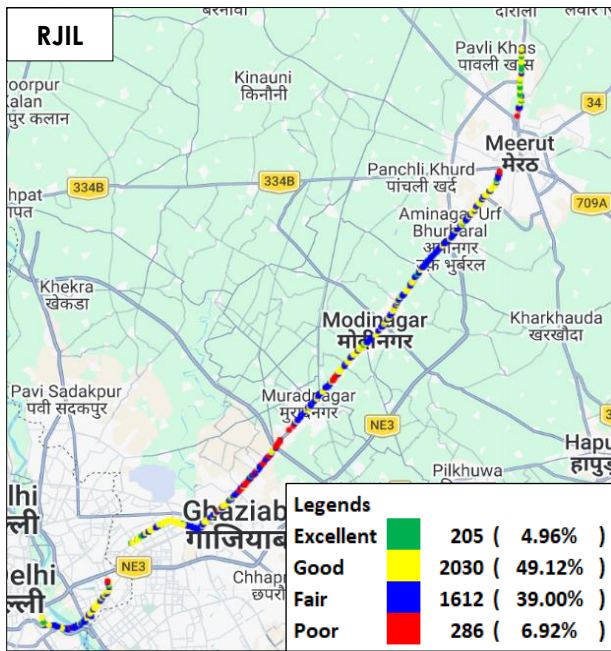 RJIL
बरनावा
दौराला
Pavli Khas
पावली खास
Kinauni
किनौनी
34
oorpur
Kalan
पुर कलान
Meerut
मेरठ
Panchli Khurd
पांचली खुर्द
334B
334B
709A
Aminagar Urf
Bhurbaral
अमीनगर
उर्फ़ भुर्बरल
Khekra
खेकडा
Modinagar
मोदीनगर
Kharkhauda
खरखौदा
Pavi Sadakpur
पवी सदकपुर
Muradnagar
मुरादनगर
NE3
Pilkhuwa
Hapu
हापुड़
Ghaziab
गाजियाब
lhi
ल्ली
NE3
elhi
ल्ली
Chhapr
छपरौ
Legends
Excellent 205 ( 4.96% )
Good 2030 ( 49.12% )
Fair 1612 ( 39.00% )
Poor 286 ( 6.92% )